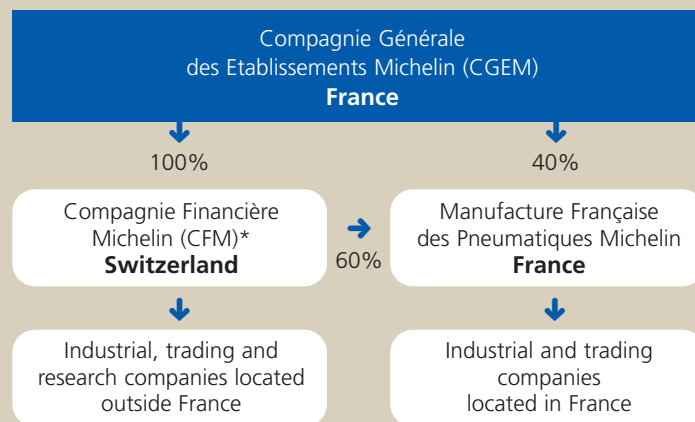 Compagnie Générale
des Etablissements Michelin (CGEM)
France
100%
40%
Compagnie Financière
Michelin (CFM)*
Switzerland
60%
Manufacture Française
des Pneumatiques Michelin
France
Industrial, trading and
research companies located
outside France
Industrial and trading
companies
located in France